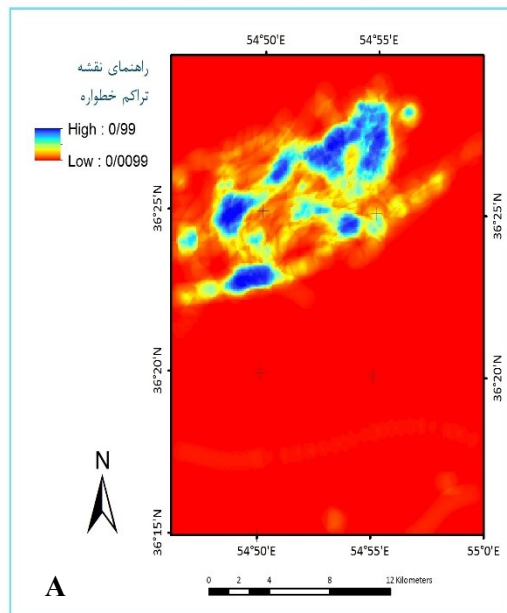 54°50'E 54°55'E
راهنمای نقشه
تراکم خطواره
High : 0/99
Low : 0/0099
36°25'N 36°25'N
36°20'N 36°20'N
N
36°15'N
54°50'E 54°55'E 55°0'E
A
0 2 4 8 12 Kilometers